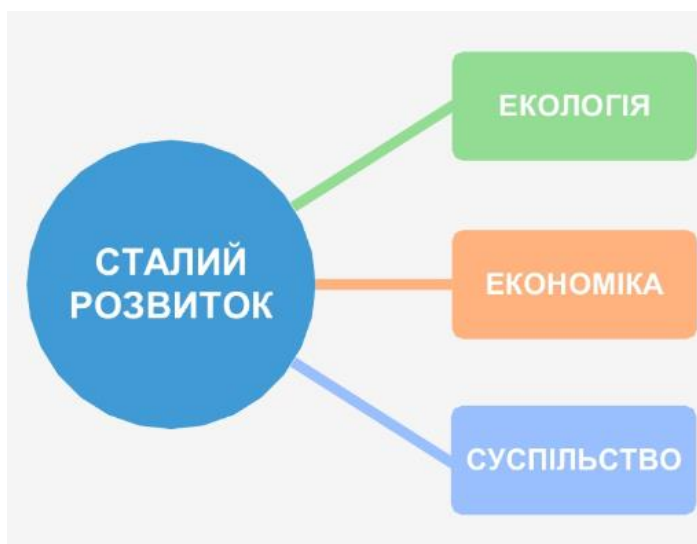 ЕКОЛОГІЯ
СТАЛИЙ
РОЗВИТОК
ЕКОНОМІКА
СУСПІЛЬСТВО